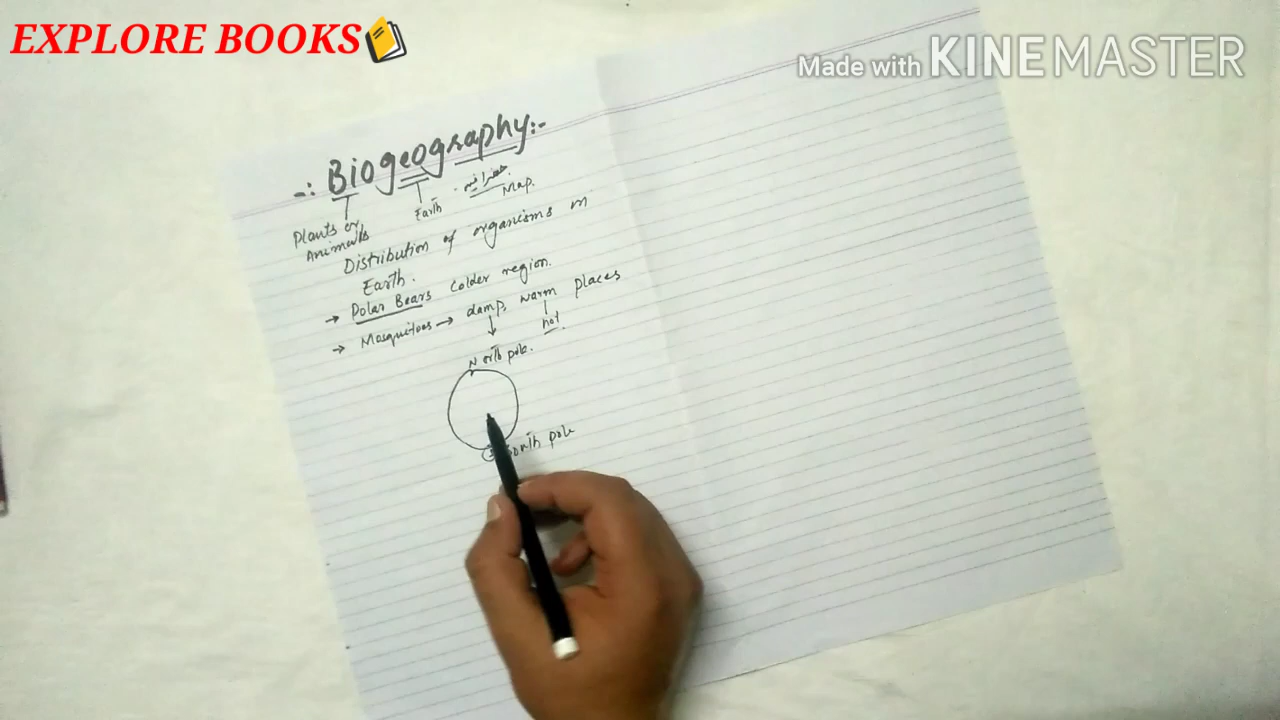 EXPLORE BOOKS
Made with KINEMASTER
-: Biogeography:-
Plants or
Animals
Earth
جغرافیہ
Map.
Distribution of organisms in
Earth.
→ Polar Bears colder region.
→ Mosquitoes → damp, warm places
hot.
North pole.
South pole